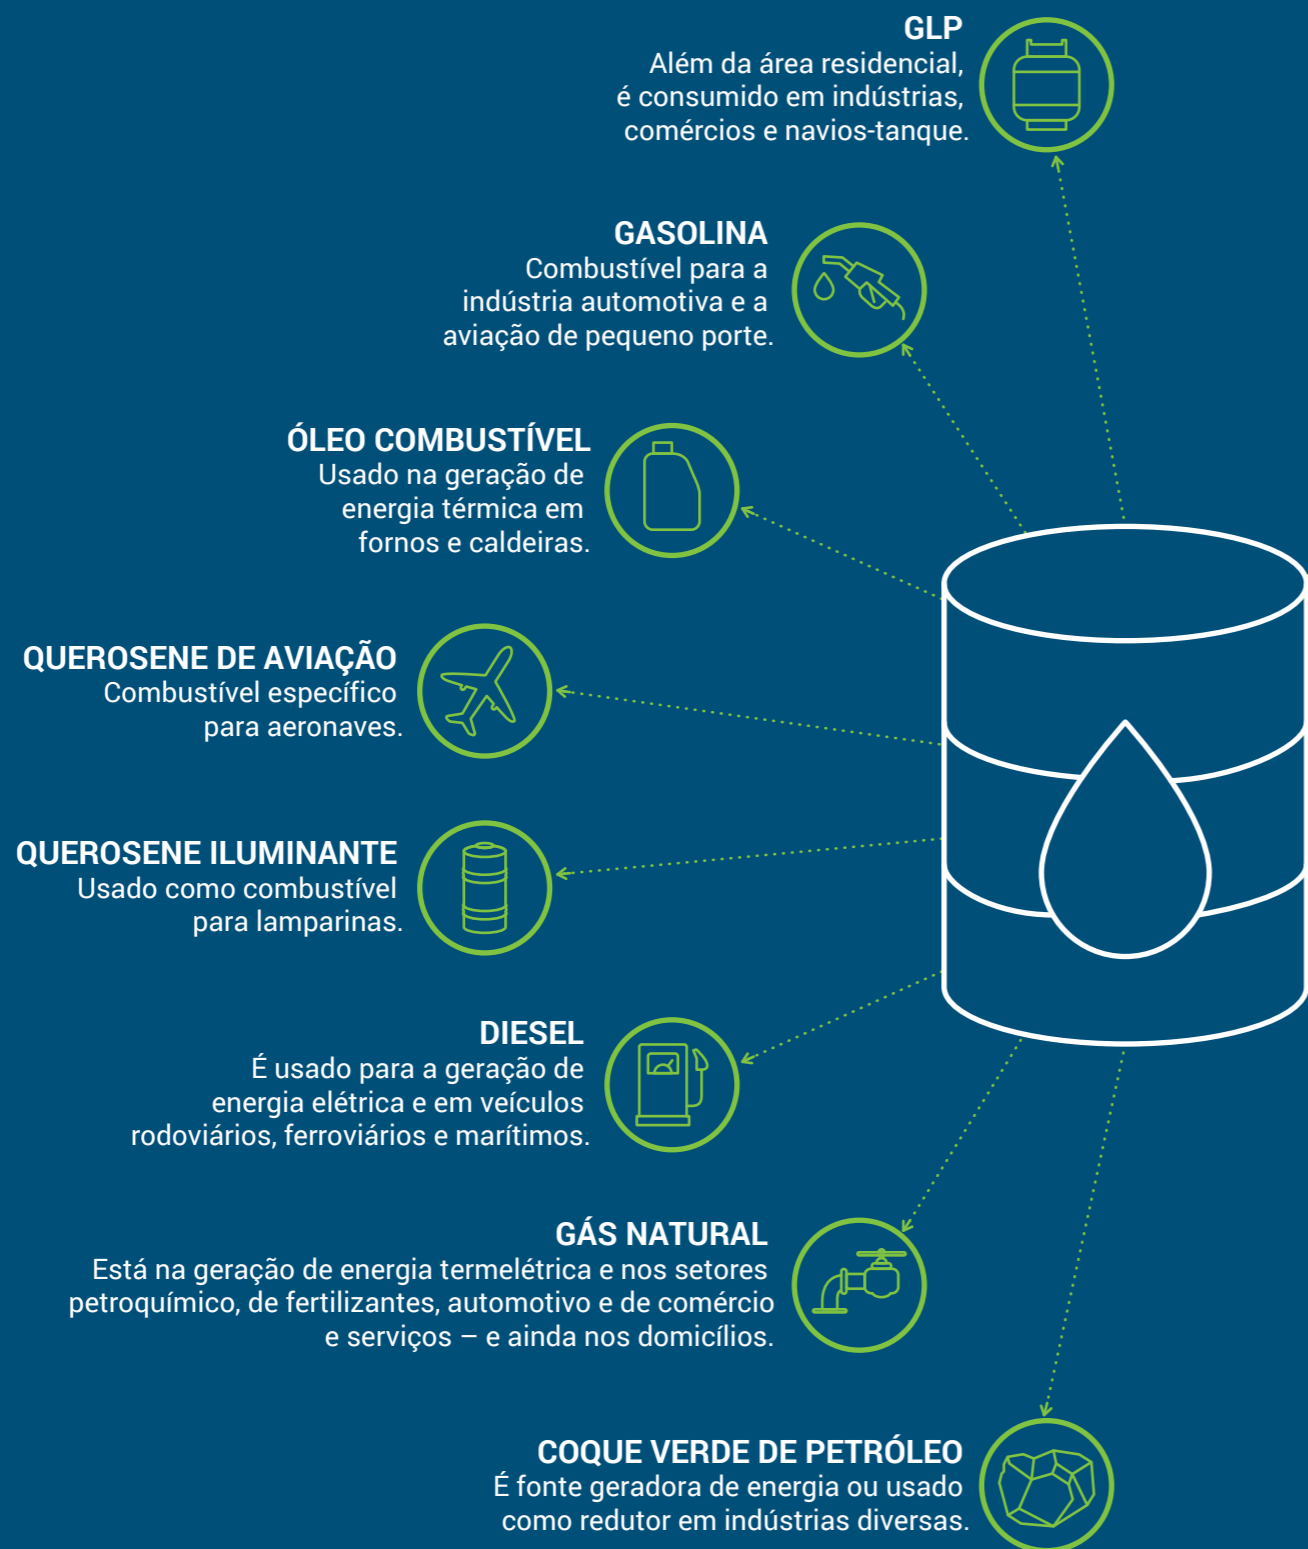 GLP
Além da área residencial,
é consumido em indústrias,
comércios e navios-tanque.
GASOLINA
Combustível para a
indústria automotiva e a
aviação de pequeno porte.
ÓLEO COMBUSTÍVEL
Usado na geração de
energia térmica em
fornos e caldeiras.
QUEROSENE DE AVIAÇÃO
Combustível específico
para aeronaves.
QUEROSENE ILUMINANTE
Usado como combustível
para lamparinas.
DIESEL
É usado para a geração de
energia elétrica e em veículos
rodoviários, ferroviários e marítimos.
GÁS NATURAL
Está na geração de energia termelétrica e nos setores
petroquímico, de fertilizantes, automotivo e de comércio
e serviços – e ainda nos domicílios.
COQUE VERDE DE PETRÓLEO
É fonte geradora de energia ou usado
como redutor em indústrias diversas.